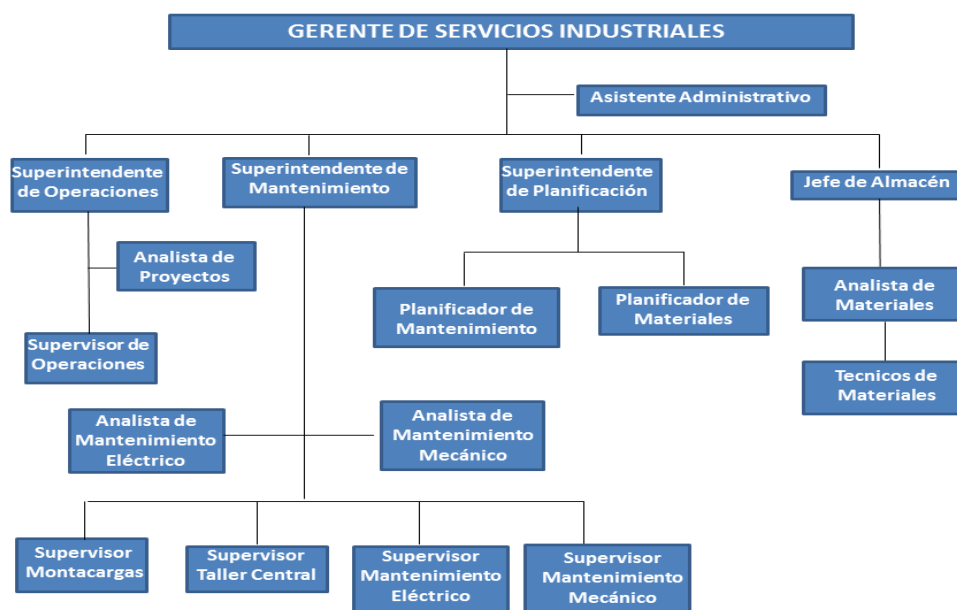 GERENTE DE SERVICIOS INDUSTRIALES
Asistente Administrativo
Superintendente
de Operaciones
Superintendente de
Mantenimiento
Superintendente
de Planificación
Jefe de Almacén
Analista de
Proyectos
Supervisor de
Operaciones
Planificador de
Mantenimiento
Planificador de
Materiales
Analista de
Materiales
Tecnicos de
Materiales
Analista de
Mantenimiento
Eléctrico
Analista de
Mantenimiento
Mecánico
Supervisor
Montacargas
Supervisor
Taller Central
Supervisor
Mantenimiento
Eléctrico
Supervisor
Mantenimiento
Mecánico